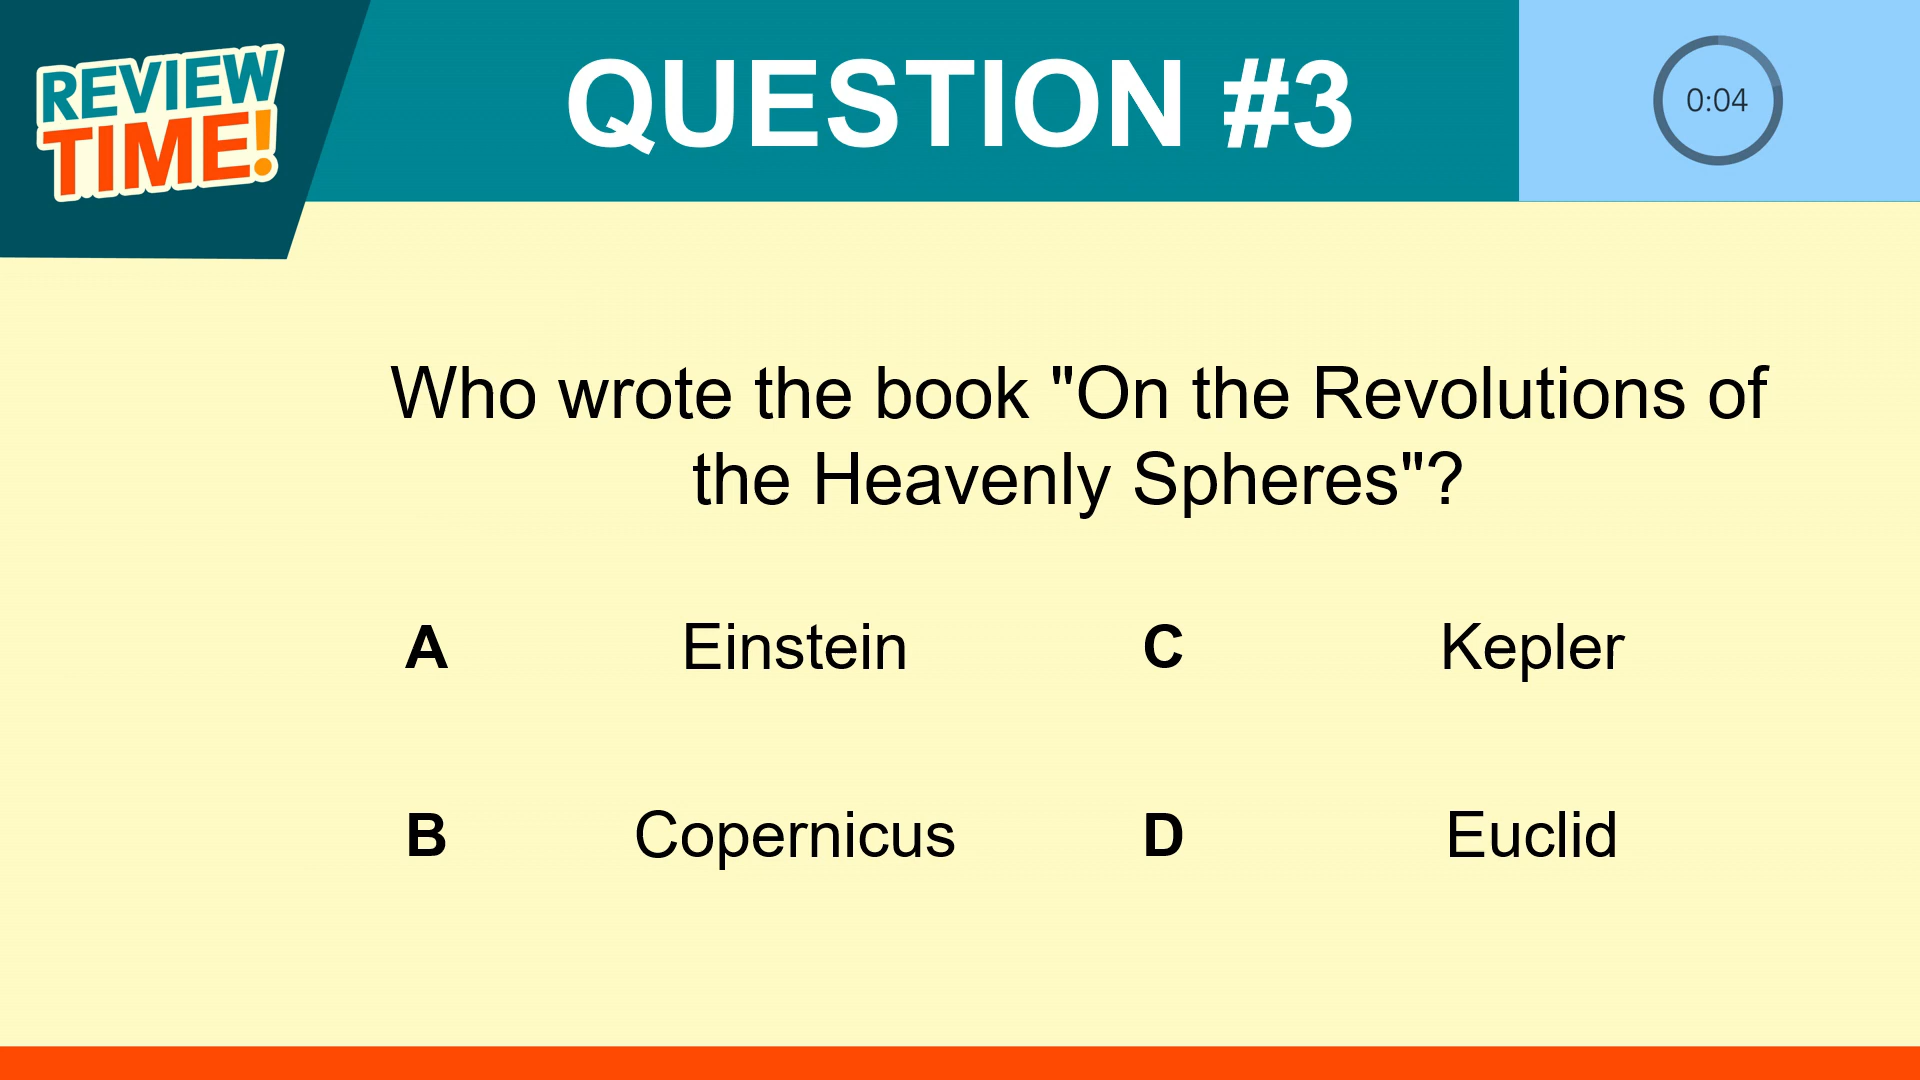 REVIEW
TIME!
QUESTION #3
0:04
Who wrote the book "On the Revolutions of
the Heavenly Spheres"?
A Einstein C Kepler
B Copernicus D Euclid